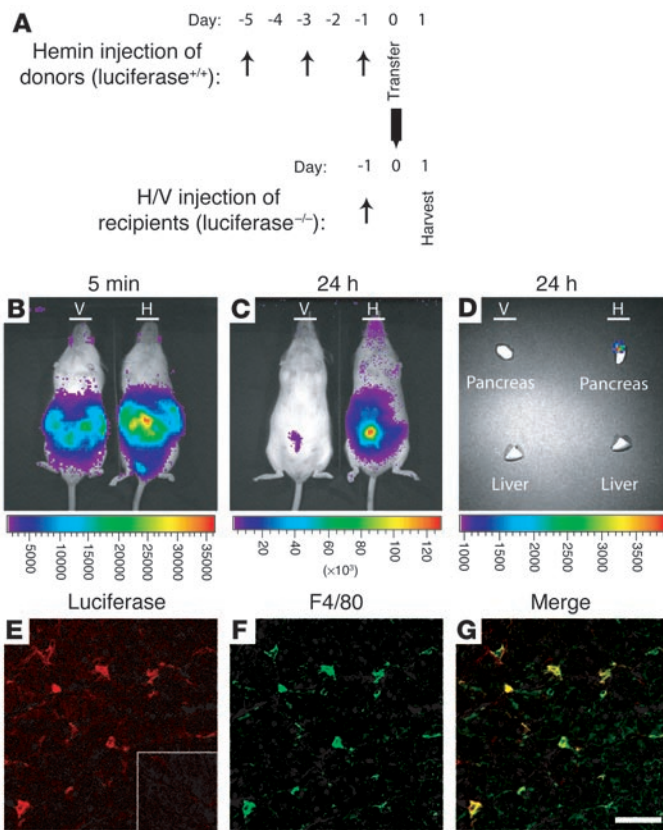 A
Day: -5 -4 -3 -2 -1 0 1
Hemin injection of
donors (luciferase+/+):
Transfer
Day: -1 0 1
H/V injection of
recipients (luciferase–/–):
Harvest
B 5 min
V H
C 24 h
V H
D 24 h
V H
Pancreas Pancreas
Liver Liver
5000 10000 15000 20000 25000 30000 35000
20 40 60 80 100 120
(×10³)
1000 1500 2000 2500 3000 3500
E Luciferase
F F4/80
G Merge